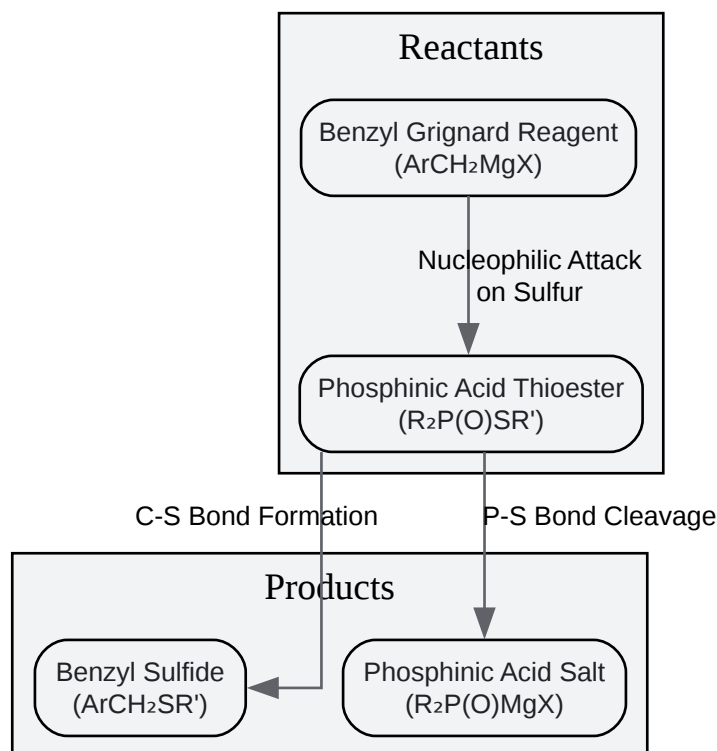 Reactants
Benzyl Grignard Reagent
(ArCH₂MgX)
Nucleophilic Attack
on Sulfur
Phosphinic Acid Thioester
(R₂P(O)SR')
C-S Bond Formation
P-S Bond Cleavage
Products
Benzyl Sulfide
(ArCH₂SR')
Phosphinic Acid Salt
(R₂P(O)MgX)